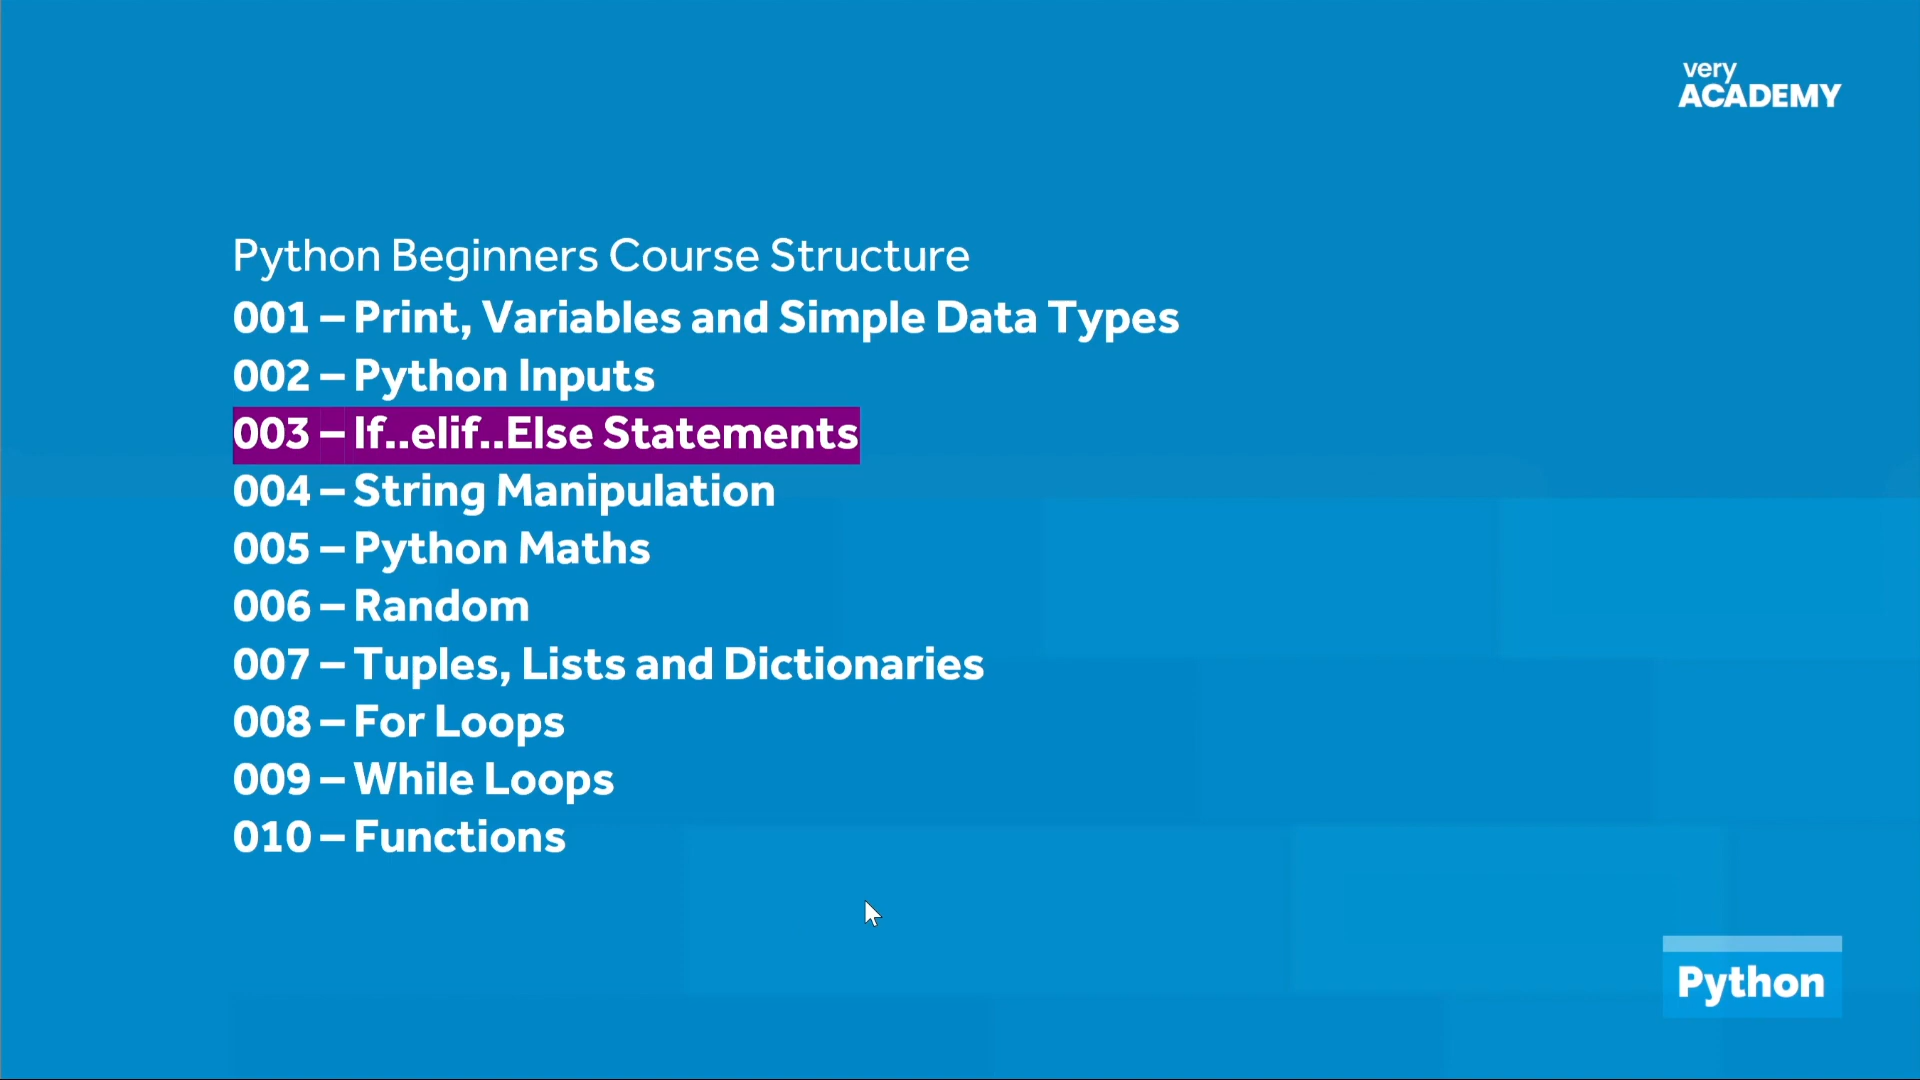 very
ACADEMY
Python Beginners Course Structure
001 – Print, Variables and Simple Data Types
002 – Python Inputs
003 – If..elif..Else Statements
004 – String Manipulation
005 – Python Maths
006 – Random
007 – Tuples, Lists and Dictionaries
008 – For Loops
009 – While Loops
010 – Functions
Python